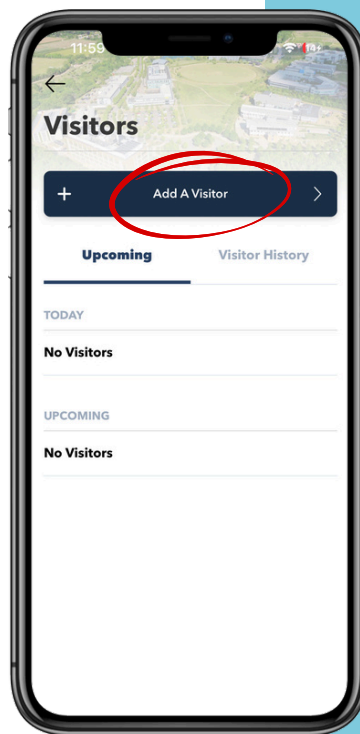 11:59
Visitors
+ Add A Visitor >
Upcoming Visitor History
TODAY
No Visitors
UPCOMING
No Visitors